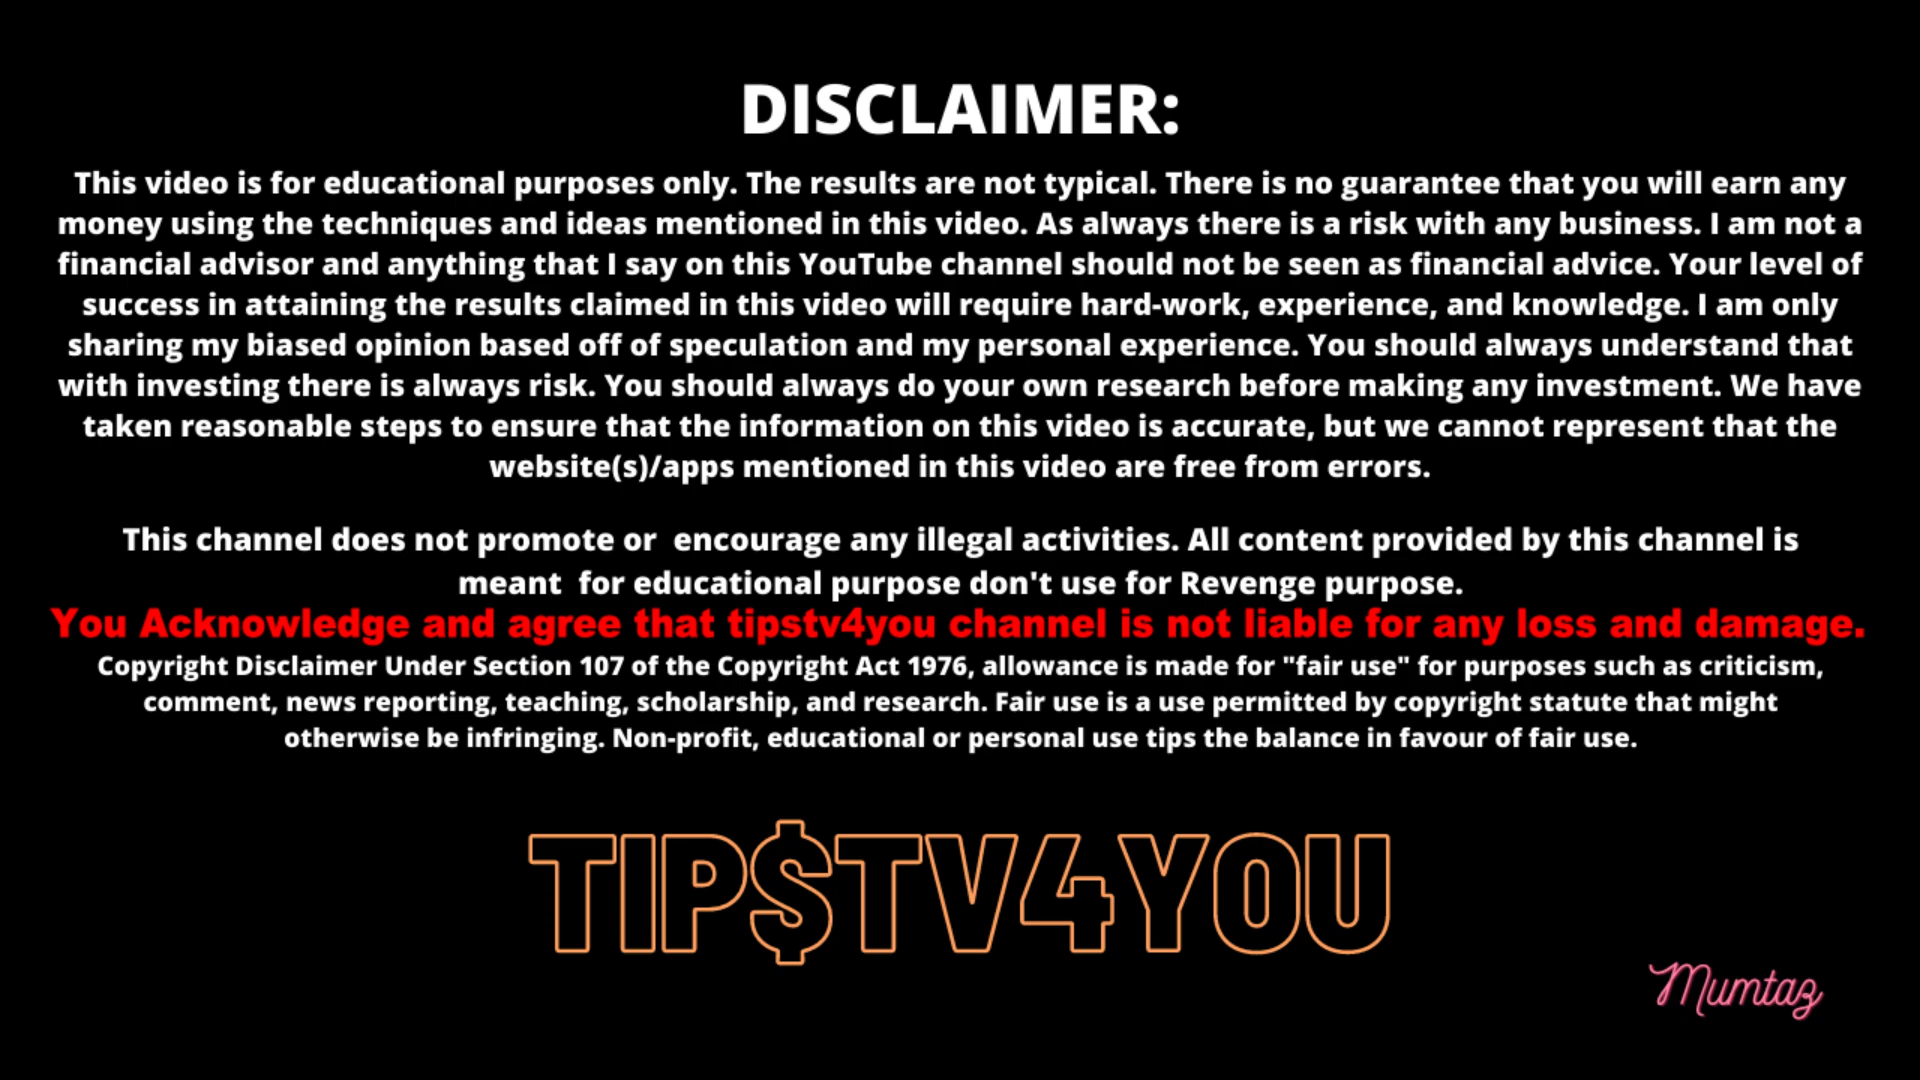 DISCLAIMER:
This video is for educational purposes only. The results are not typical. There is no guarantee that you will earn any
money using the techniques and ideas mentioned in this video. As always there is a risk with any business. I am not a
financial advisor and anything that I say on this YouTube channel should not be seen as financial advice. Your level of
success in attaining the results claimed in this video will require hard-work, experience, and knowledge. I am only
sharing my biased opinion based off of speculation and my personal experience. You should always understand that
with investing there is always risk. You should always do your own research before making any investment. We have
taken reasonable steps to ensure that the information on this video is accurate, but we cannot represent that the
website(s)/apps mentioned in this video are free from errors.
This channel does not promote or  encourage any illegal activities. All content provided by this channel is
meant  for educational purpose don't use for Revenge purpose.
You Acknowledge and agree that tipstv4you channel is not liable for any loss and damage.
Copyright Disclaimer Under Section 107 of the Copyright Act 1976, allowance is made for "fair use" for purposes such as criticism,
comment, news reporting, teaching, scholarship, and research. Fair use is a use permitted by copyright statute that might
otherwise be infringing. Non-profit, educational or personal use tips the balance in favour of fair use.
TIP$TV4YOU
Mumtaz